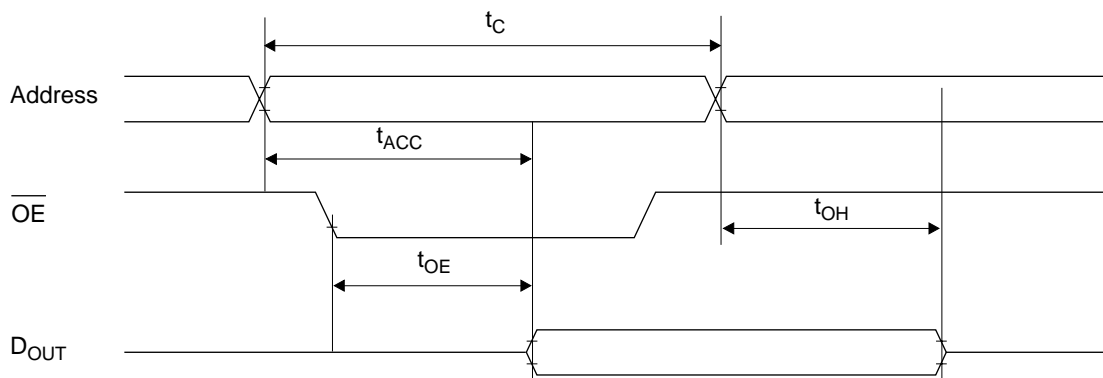 tC
Address
tACC
OE
tOH
tOE
DOUT